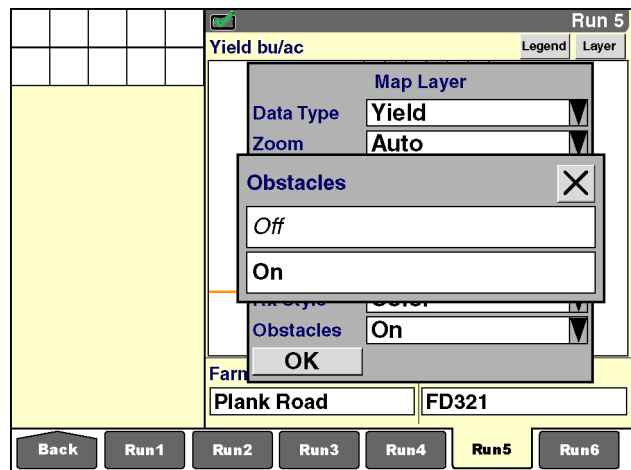 Run 5
Yield bu/ac
Legend
Layer
Map Layer
Data Type
Yield
Zoom
Auto
Obstacles
Off
On
Obstacles
On
OK
Plank Road
FD321
Back
Run1
Run2
Run3
Run4
Run5
Run6